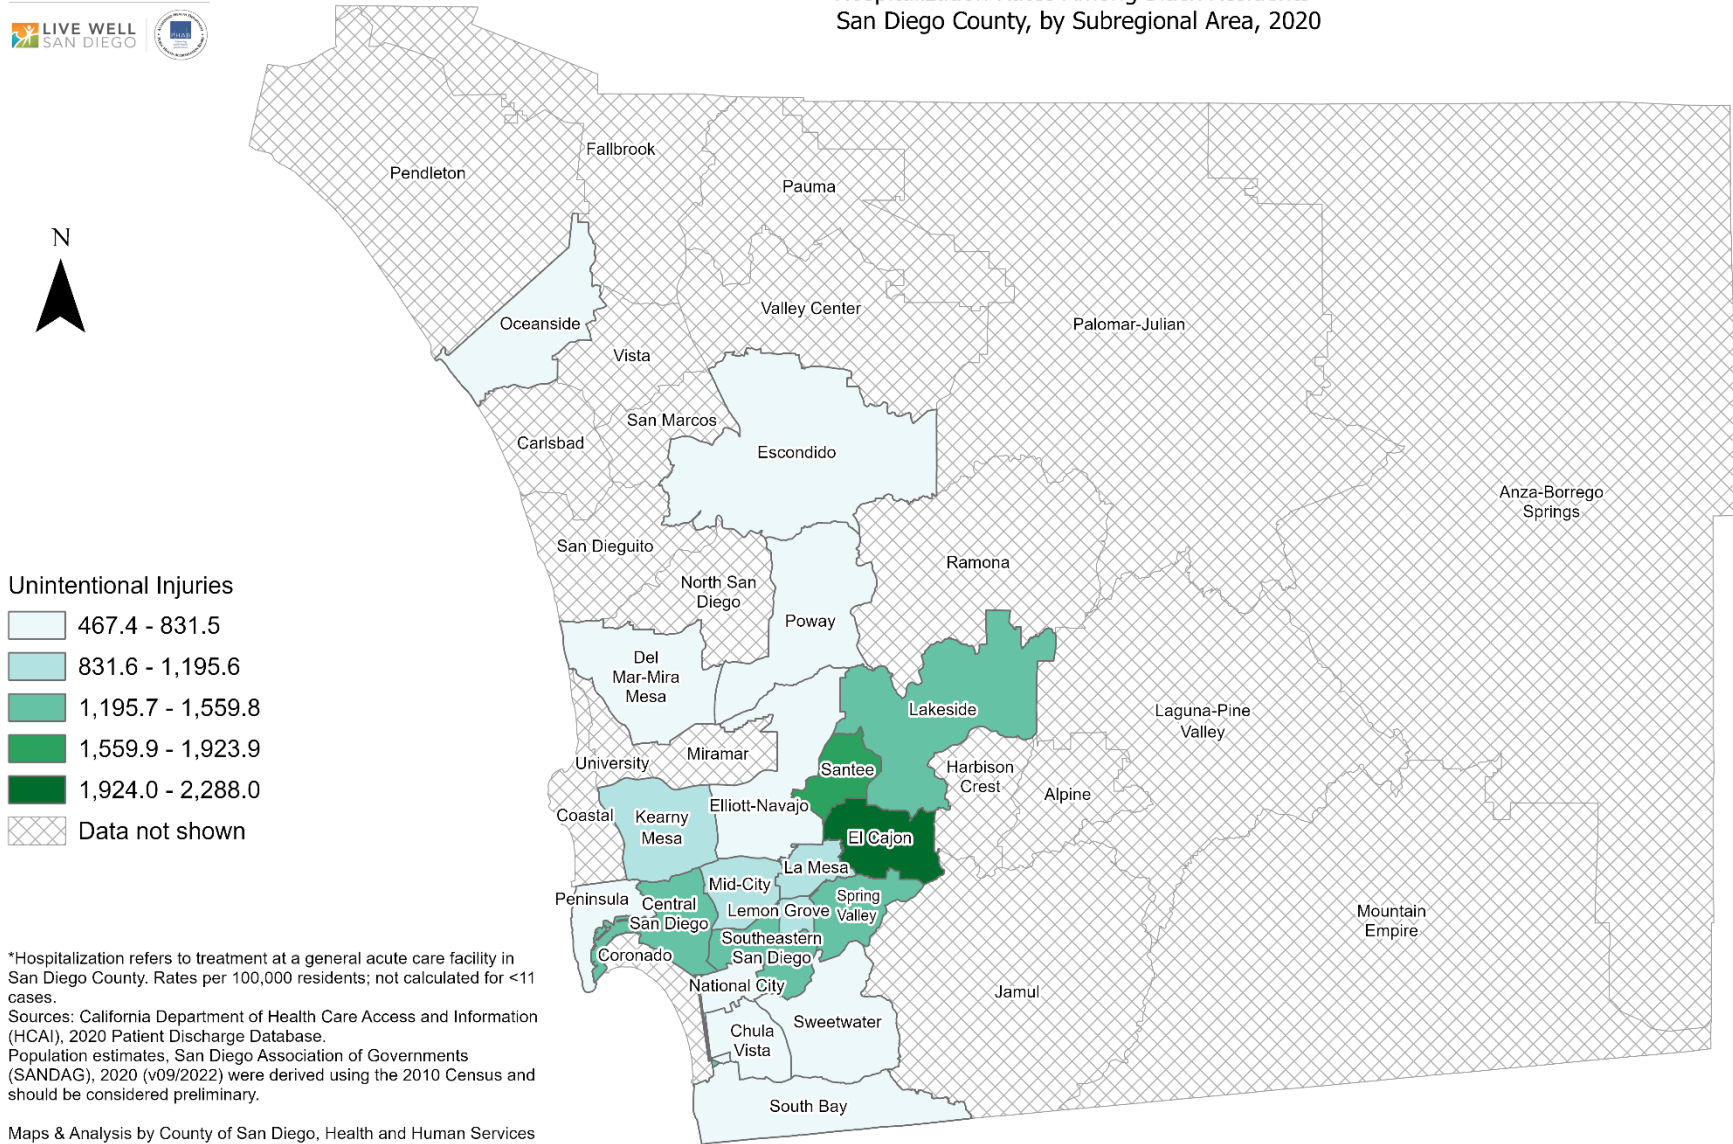 LIVE WELL
SAN DIEGO
PHAB
San Diego County, by Subregional Area, 2020
Fallbrook
Pendleton
Pauma
N
Valley Center
Oceanside
Palomar-Julian
Vista
San Marcos
Carlsbad
Escondido
Anza-Borrego
Springs
San Dieguito
Ramona
North San
Diego
Poway
Unintentional Injuries
467.4 - 831.5
831.6 - 1,195.6
1,195.7 - 1,559.8
1,559.9 - 1,923.9
1,924.0 - 2,288.0
Data not shown
Del
Mar-Mira
Mesa
Lakeside
Laguna-Pine
Valley
Miramar
University
Santee
Harbison
Crest
Alpine
Elliott-Navajo
Coastal
Kearny
Mesa
El Cajon
La Mesa
Mid-City
Peninsula
Central
San Diego
Lemon Grove
Spring
Valley
Mountain
Empire
Southeastern
San Diego
Coronado
National City
Jamul
Sweetwater
Chula
Vista
South Bay
*Hospitalization refers to treatment at a general acute care facility in
San Diego County. Rates per 100,000 residents; not calculated for <11
cases.
Sources: California Department of Health Care Access and Information
(HCAI), 2020 Patient Discharge Database.
Population estimates, San Diego Association of Governments
(SANDAG), 2020 (v09/2022) were derived using the 2010 Census and
should be considered preliminary.
Maps & Analysis by County of San Diego, Health and Human Services